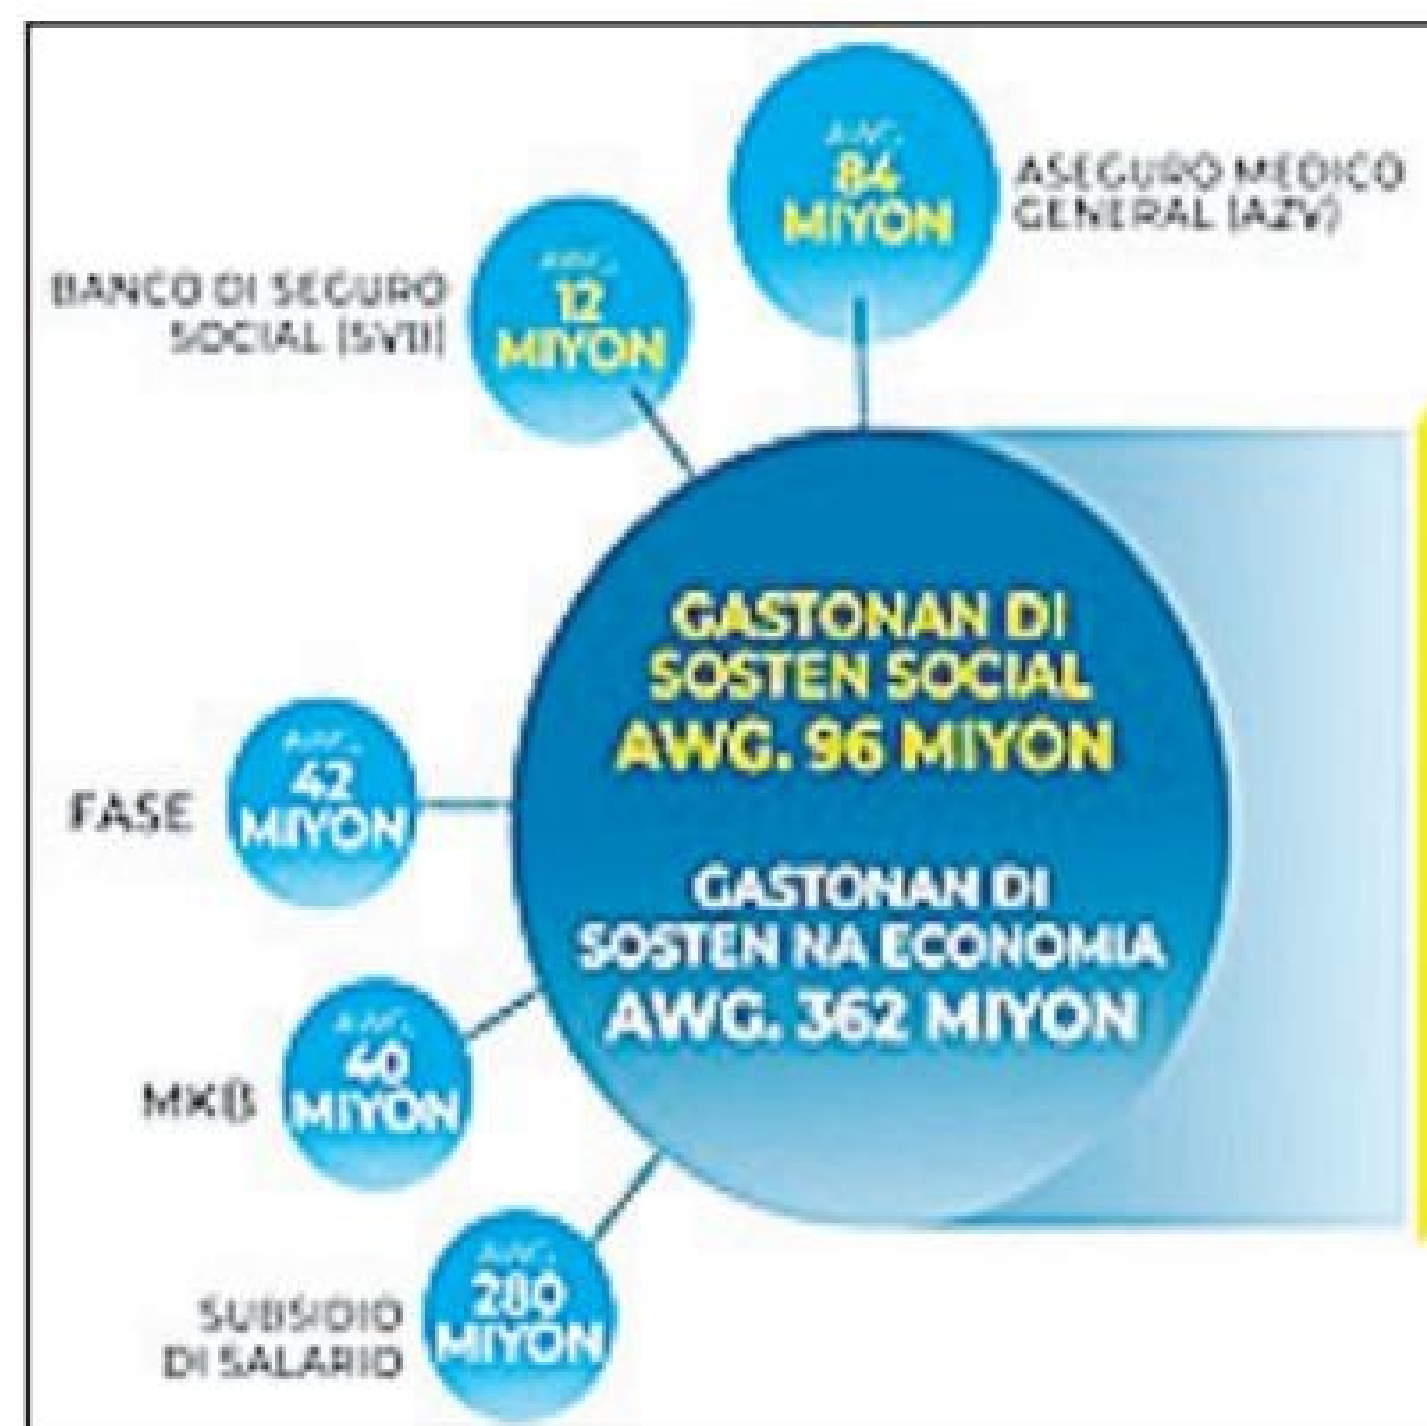 AWG.
84
MIYON
ASEGURO MEDICO
GENERAL (AZV)
AWG.
12
MIYON
BANCO DI SEGURO
SOCIAL (SVB)
GASTONAN DI
SOSTEN SOCIAL
AWG. 96 MIYON
AWG.
42
MIYON
FASE
GASTONAN DI
SOSTEN NA ECONOMIA
AWG. 362 MIYON
AWG.
40
MIYON
MKB
AWG.
280
MIYON
SUBSIDIO
DI SALARIO